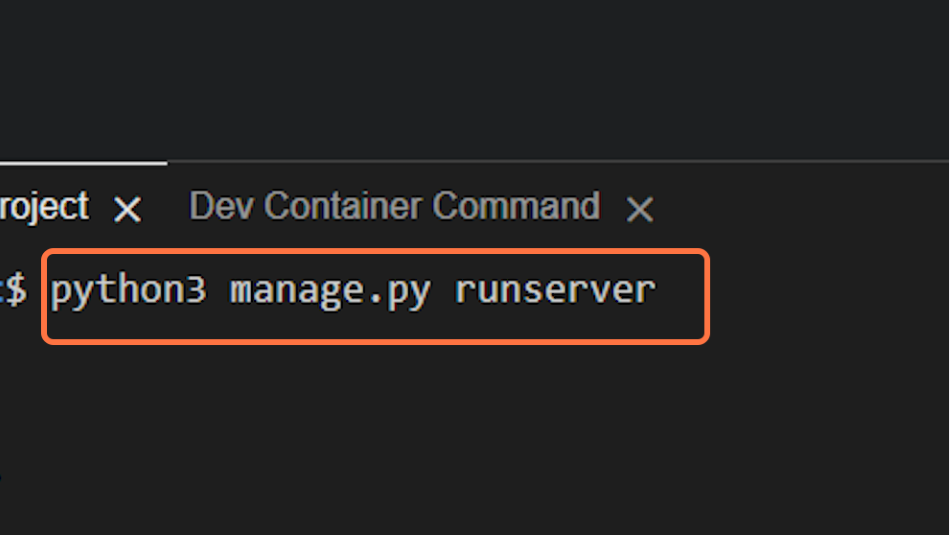 roject × Dev Container Command ×
$ python3 manage.py runserver